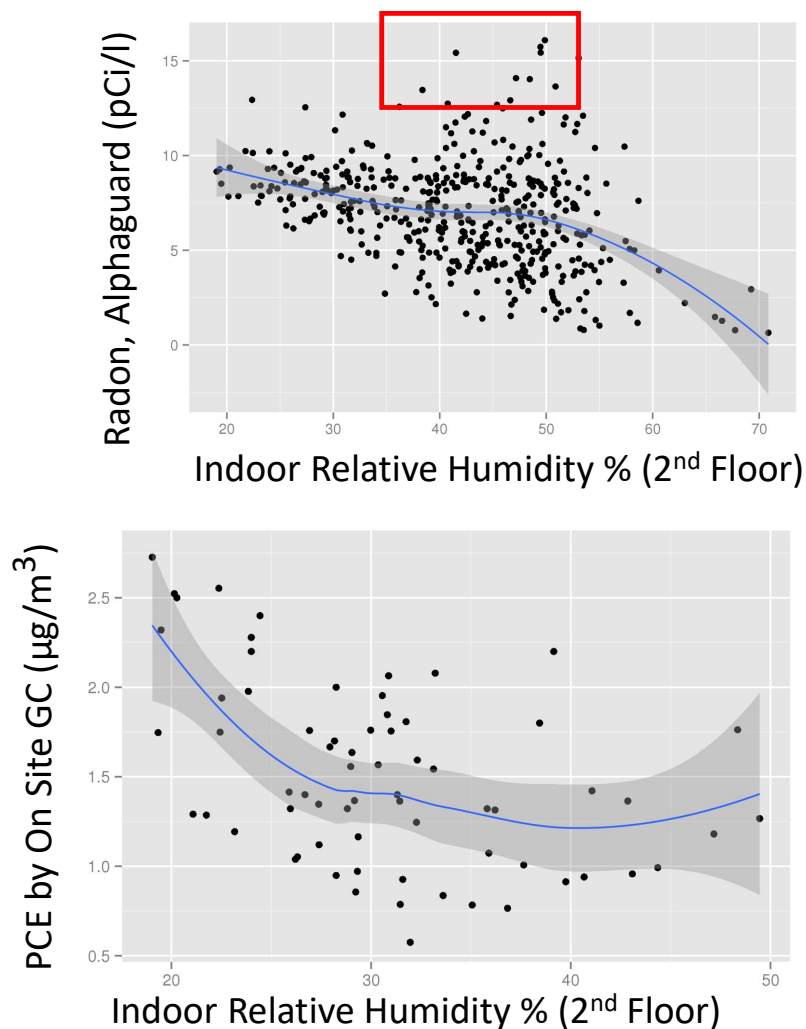 Radon, Alphaguard (pCi/l)
15
10
5
0
20 30 40 50 60 70
Indoor Relative Humidity % (2nd Floor)
PCE by On Site GC (µg/m³)
2.5
2.0
1.5
1.0
0.5
20 30 40 50
Indoor Relative Humidity % (2nd Floor)